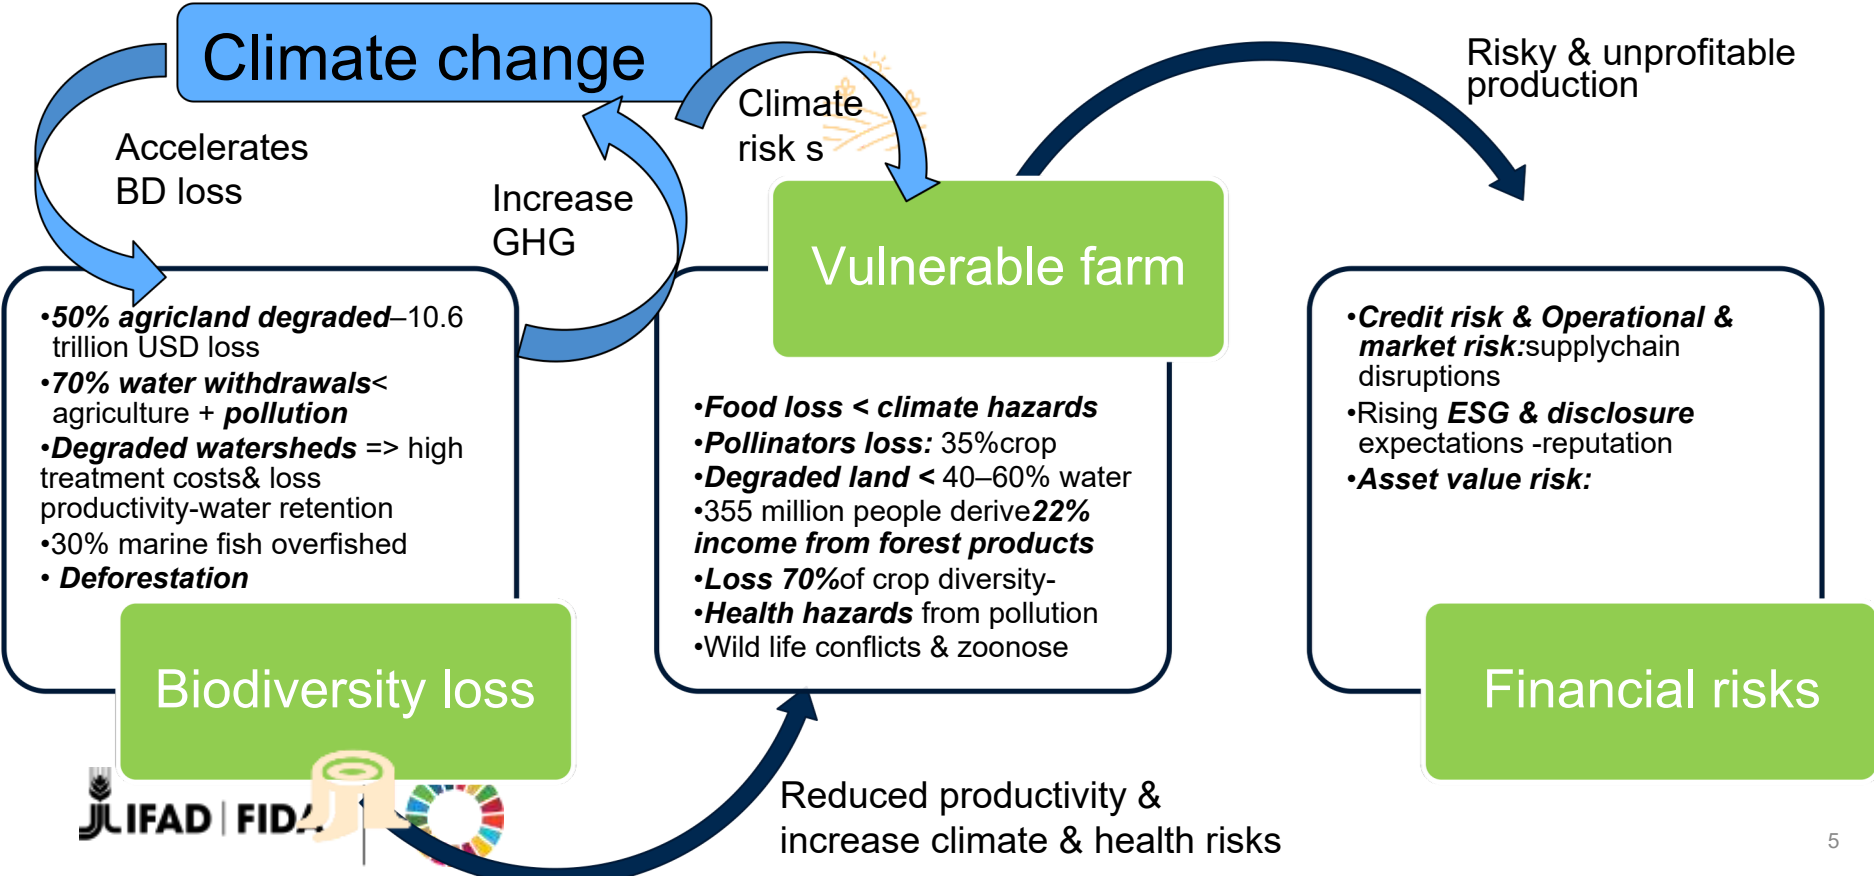 Climate change
Accelerates
BD loss
Increase
GHG
Climate
risk s
Risky & unprofitable
production
•50% agricland degraded–10.6
trillion USD loss
•70% water withdrawals<
agriculture + pollution
•Degraded watersheds => high
treatment costs& loss
productivity-water retention
•30% marine fish overfished
• Deforestation
Biodiversity loss
Vulnerable farm
•Food loss < climate hazards
•Pollinators loss: 35%crop
•Degraded land < 40–60% water
•355 million people derive22%
income from forest products
•Loss 70%of crop diversity-
•Health hazards from pollution
•Wild life conflicts & zoonose
•Credit risk & Operational &
market risk:supplychain
disruptions
•Rising ESG & disclosure
expectations -reputation
•Asset value risk:
Financial risks
Reduced productivity &
increase climate & health risks
IFAD | FIDA
5